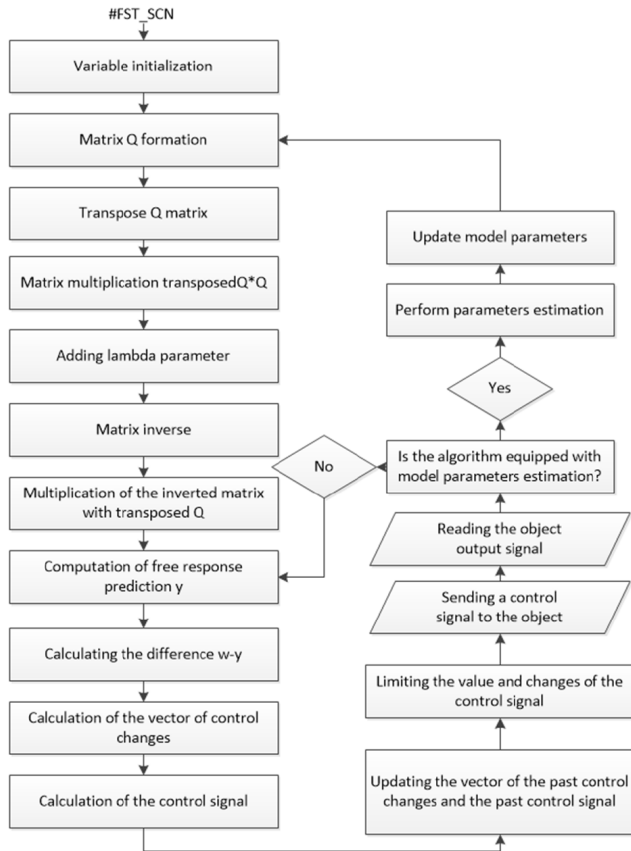 #FST_SCN
Variable initialization
Matrix Q formation
Transpose Q matrix
Matrix multiplication transposedQ*Q
Adding lambda parameter
Matrix inverse
Multiplication of the inverted matrix
with transposed Q
Computation of free response
prediction y
Calculating the difference w-y
Calculation of the vector of control
changes
Calculation of the control signal
Updating the vector of the past control
changes and the past control signal
Limiting the value and changes of the
control signal
Sending a control
signal to the object
Reading the object
output signal
Is the algorithm equipped with
model parameters estimation?
No
Yes
Perform parameters estimation
Update model parameters